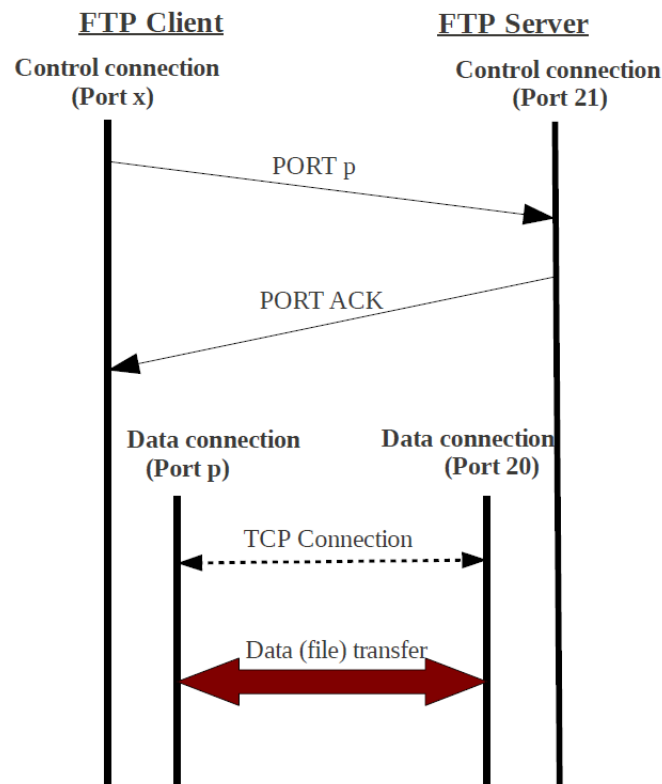 FTP Client
FTP Server
Control connection
(Port x)
Control connection
(Port 21)
PORT p
PORT ACK
Data connection
(Port p)
Data connection
(Port 20)
TCP Connection
Data (file) transfer